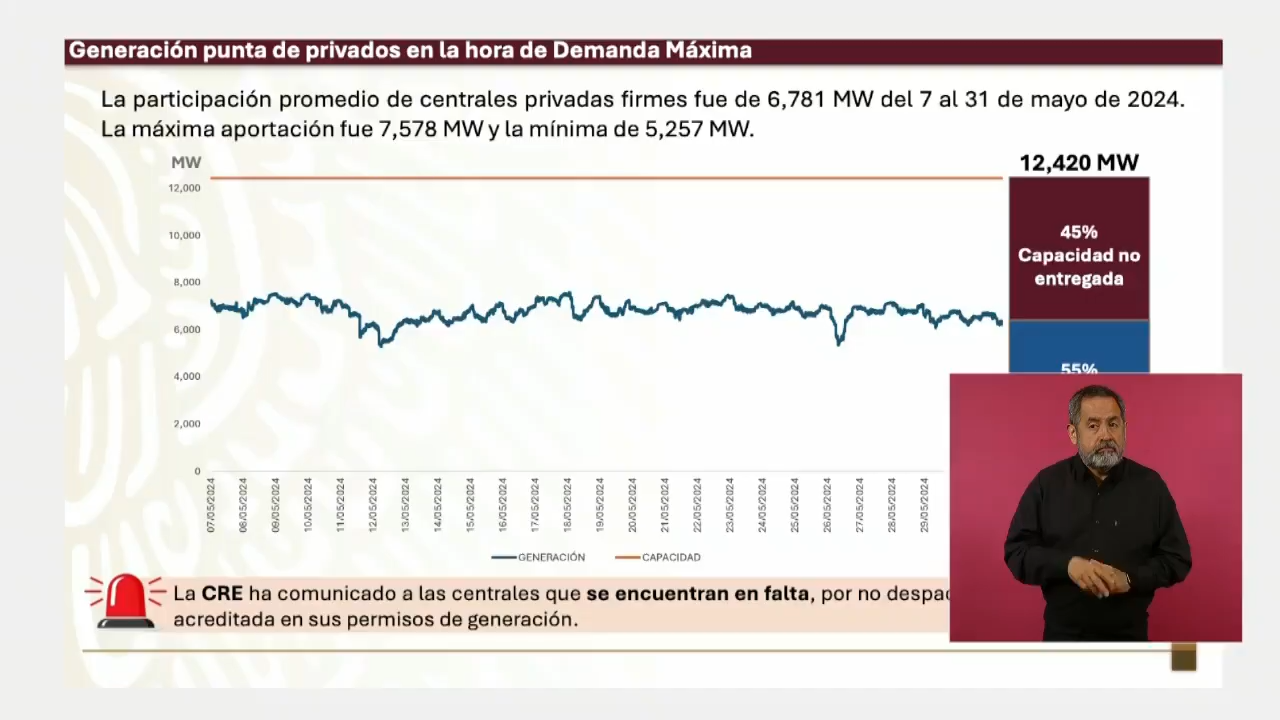 Generación punta de privados en la hora de Demanda Máxima
La participación promedio de centrales privadas firmes fue de 6,781 MW del 7 al 31 de mayo de 2024.
La máxima aportación fue 7,578 MW y la mínima de 5,257 MW.
MW
12,420 MW
12,000
10,000
8,000
6,000
4,000
2,000
0
45%
Capacidad no
entregada
55%
07/05/2024
08/05/2024
09/05/2024
10/05/2024
11/05/2024
12/05/2024
13/05/2024
14/05/2024
15/05/2024
16/05/2024
17/05/2024
18/05/2024
19/05/2024
20/05/2024
21/05/2024
22/05/2024
23/05/2024
24/05/2024
25/05/2024
26/05/2024
27/05/2024
28/05/2024
29/05/2024
GENERACIÓN
CAPACIDAD
La CRE ha comunicado a las centrales que se encuentran en falta, por no
acreditada en sus permisos de generación.